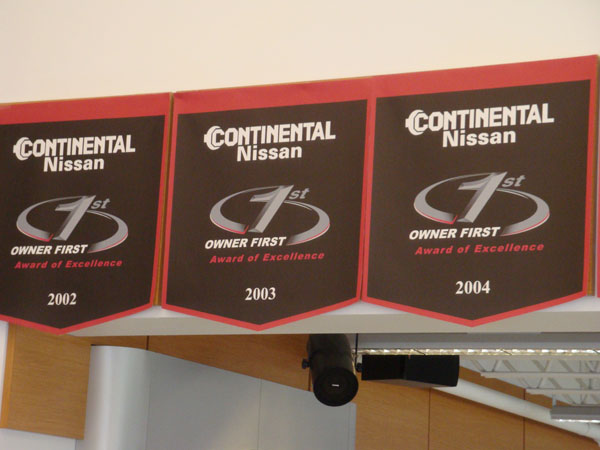 CONTINENTAL
Nissan
1st
OWNER FIRST
Award of Excellence
2002
CONTINENTAL
Nissan
1st
OWNER FIRST
Award of Excellence
2003
CONTINENTAL
Nissan
1st
OWNER FIRST
Award of Excellence
2004